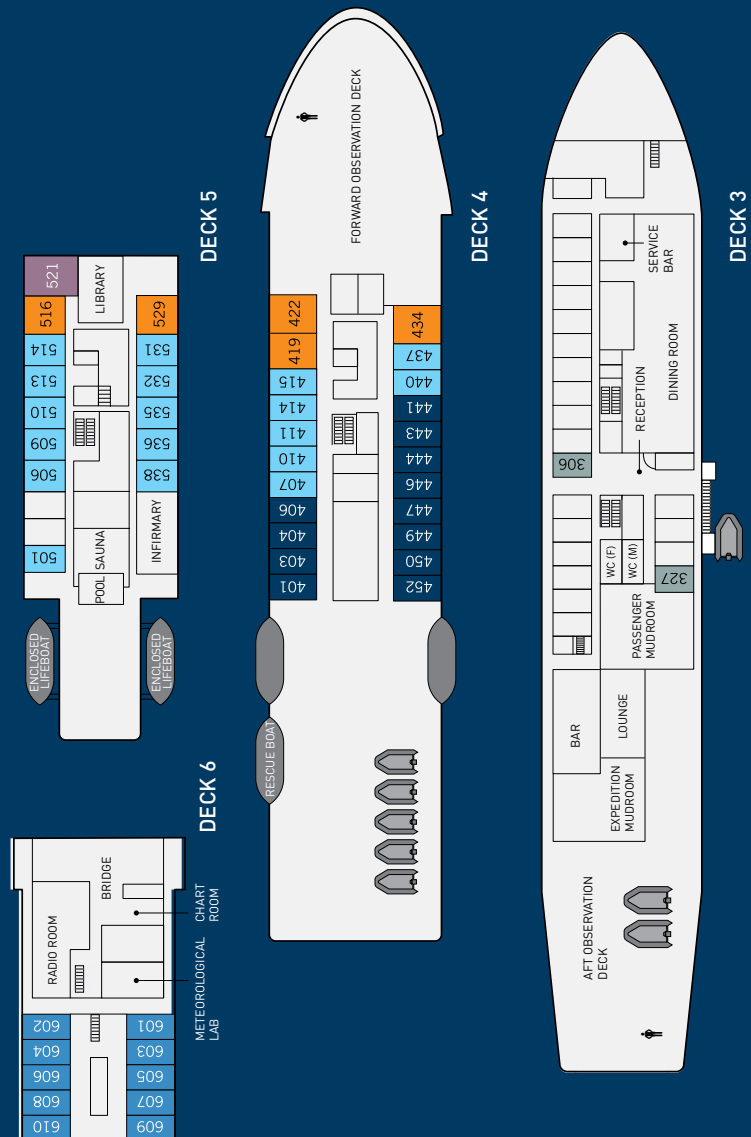 DECK 5
521
516
514
513
510
509
506
501
LIBRARY
529
531
532
535
536
538
INFIRMARY
SAUNA
POOL
ENCLOSED
LIFEBOAT
ENCLOSED
LIFEBOAT
DECK 4
FORWARD OBSERVATION DECK
422
419
415
414
411
410
407
406
404
403
401
434
437
440
441
443
444
446
447
449
450
452
RESCUE BOAT
DECK 3
SERVICE
BAR
DINING ROOM
RECEPTION
306
WC (F)
WC (M)
327
PASSENGER
MUDROOM
BAR
LOUNGE
EXPEDITION
MUDROOM
AFT OBSERVATION
DECK
DECK 6
BRIDGE
RADIO ROOM
CHART
ROOM
METEOROLOGICAL
LAB
602
604
606
608
610
601
603
605
607
609